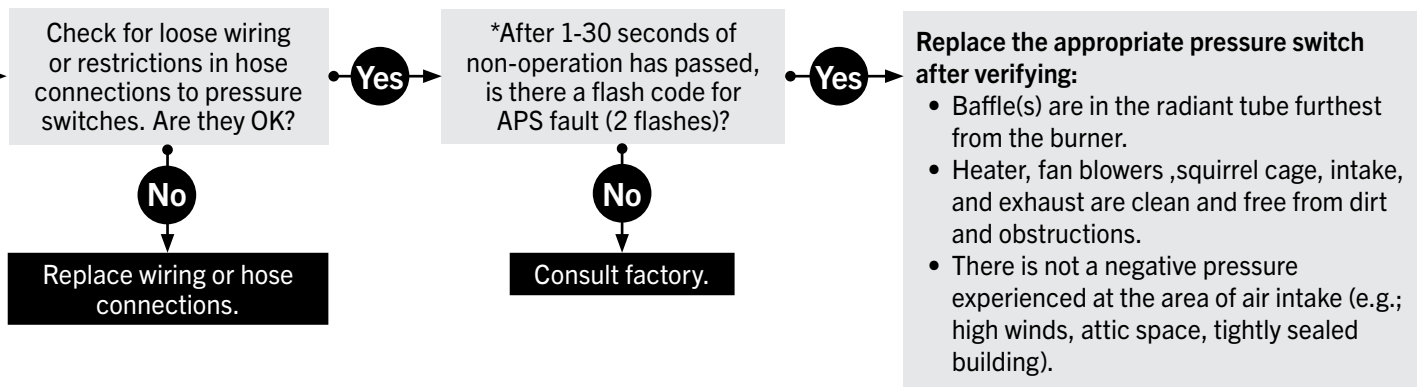 Check for loose wiring
or restrictions in hose
connections to pressure
switches. Are they OK?
Yes
No
Replace wiring or hose
connections.
*After 1-30 seconds of
non-operation has passed,
is there a flash code for
APS fault (2 flashes)?
Yes
No
Consult factory.
Replace the appropriate pressure switch
after verifying:
• Baffle(s) are in the radiant tube furthest
from the burner.
• Heater, fan blowers ,squirrel cage, intake,
and exhaust are clean and free from dirt
and obstructions.
• There is not a negative pressure
experienced at the area of air intake (e.g.;
high winds, attic space, tightly sealed
building).